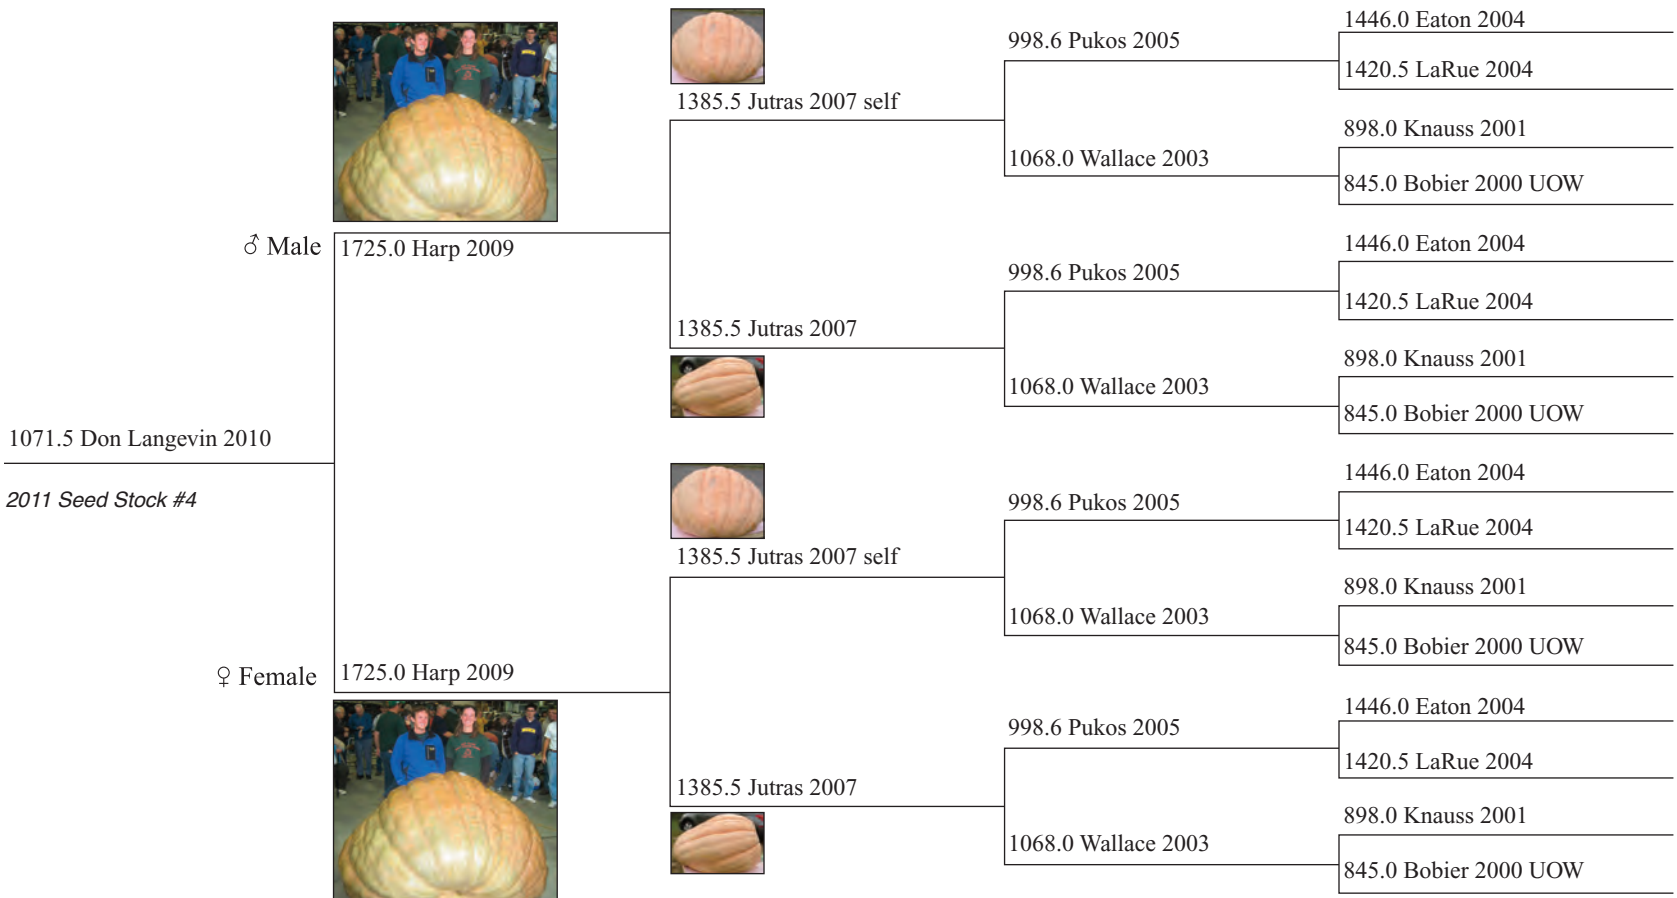 1446.0 Eaton 2004
998.6 Pukos 2005
1420.5 LaRue 2004
1385.5 Jutras 2007 self
898.0 Knauss 2001
1068.0 Wallace 2003
845.0 Bobier 2000 UOW
♂ Male
1725.0 Harp 2009
1446.0 Eaton 2004
998.6 Pukos 2005
1420.5 LaRue 2004
1385.5 Jutras 2007
898.0 Knauss 2001
1068.0 Wallace 2003
845.0 Bobier 2000 UOW
1071.5 Don Langevin 2010
2011 Seed Stock #4
1446.0 Eaton 2004
998.6 Pukos 2005
1420.5 LaRue 2004
1385.5 Jutras 2007 self
898.0 Knauss 2001
1068.0 Wallace 2003
845.0 Bobier 2000 UOW
♀ Female
1725.0 Harp 2009
1446.0 Eaton 2004
998.6 Pukos 2005
1420.5 LaRue 2004
1385.5 Jutras 2007
898.0 Knauss 2001
1068.0 Wallace 2003
845.0 Bobier 2000 UOW